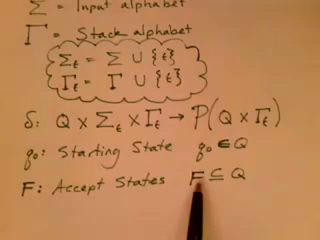 Σ = Input alphabet
Γ = Stack alphabet
Σε = Σ ∪ {ε}
Γε = Γ ∪ {ε}
δ: Q × Σε × Γε → P(Q × Γε)
q₀: Starting State q₀ ∈ Q
F: Accept States F ⊆ Q